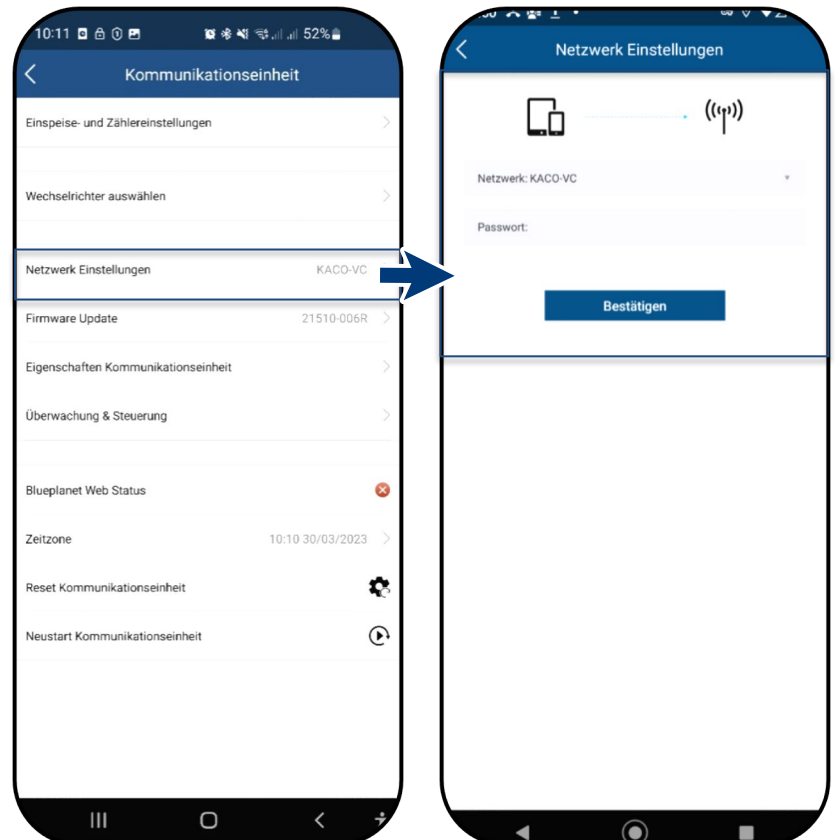 10:11
52%
Kommunikationseinheit
Einspeise- und Zählereinstellungen
Wechselrichter auswählen
Netzwerk Einstellungen KACO-VC
Firmware Update 21510-006R
Eigenschaften Kommunikationseinheit
Überwachung & Steuerung
Blueplanet Web Status
Zeitzone 10:10 30/03/2023
Reset Kommunikationseinheit
Neustart Kommunikationseinheit
Netzwerk Einstellungen
Netzwerk: KACO-VC
Passwort:
Bestätigen